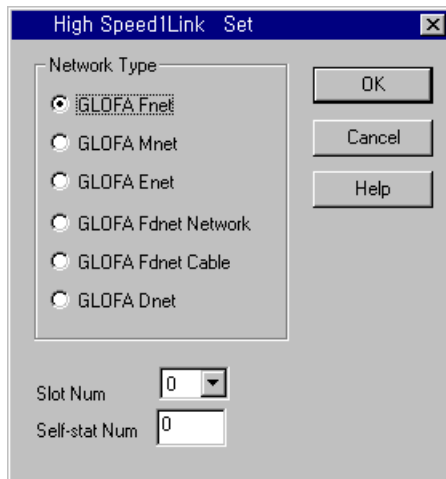 High Speed1Link Set
Network Type
GLOFA Fnet
GLOFA Mnet
GLOFA Enet
GLOFA Fdnet Network
GLOFA Fdnet Cable
GLOFA Dnet
OK
Cancel
Help
Slot Num 0
Self-stat Num 0